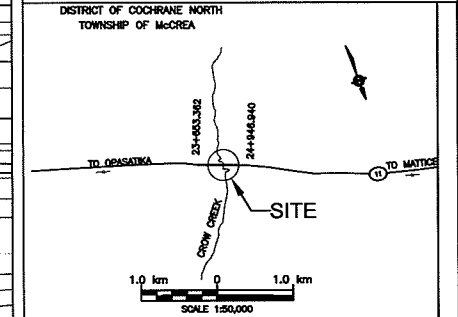 DISTRICT OF COCHRANE NORTH
TOWNSHIP OF McCREA
23+653.362
24+946.940
TO OPASATIKA
11
TO MATTICE
SITE
CROW CREEK
1.0 km 0 1.0 km
SCALE 1:50,000